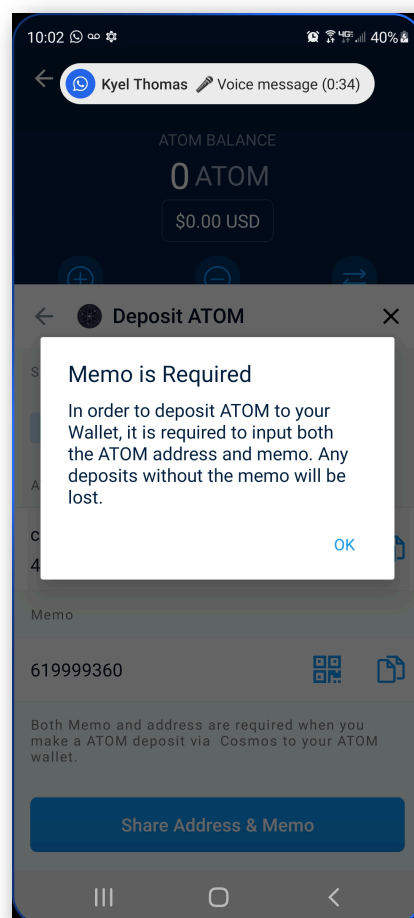 10:02 4G 40%
Kyel Thomas Voice message (0:34)
ATOM BALANCE
0 ATOM
$0.00 USD
Deposit ATOM
S
Memo is Required
In order to deposit ATOM to your
Wallet, it is required to input both
the ATOM address and memo. Any
deposits without the memo will be
lost.
A
c
OK
4
Memo
619999360
Both Memo and address are required when you
make a ATOM deposit via Cosmos to your ATOM
wallet.
Share Address & Memo